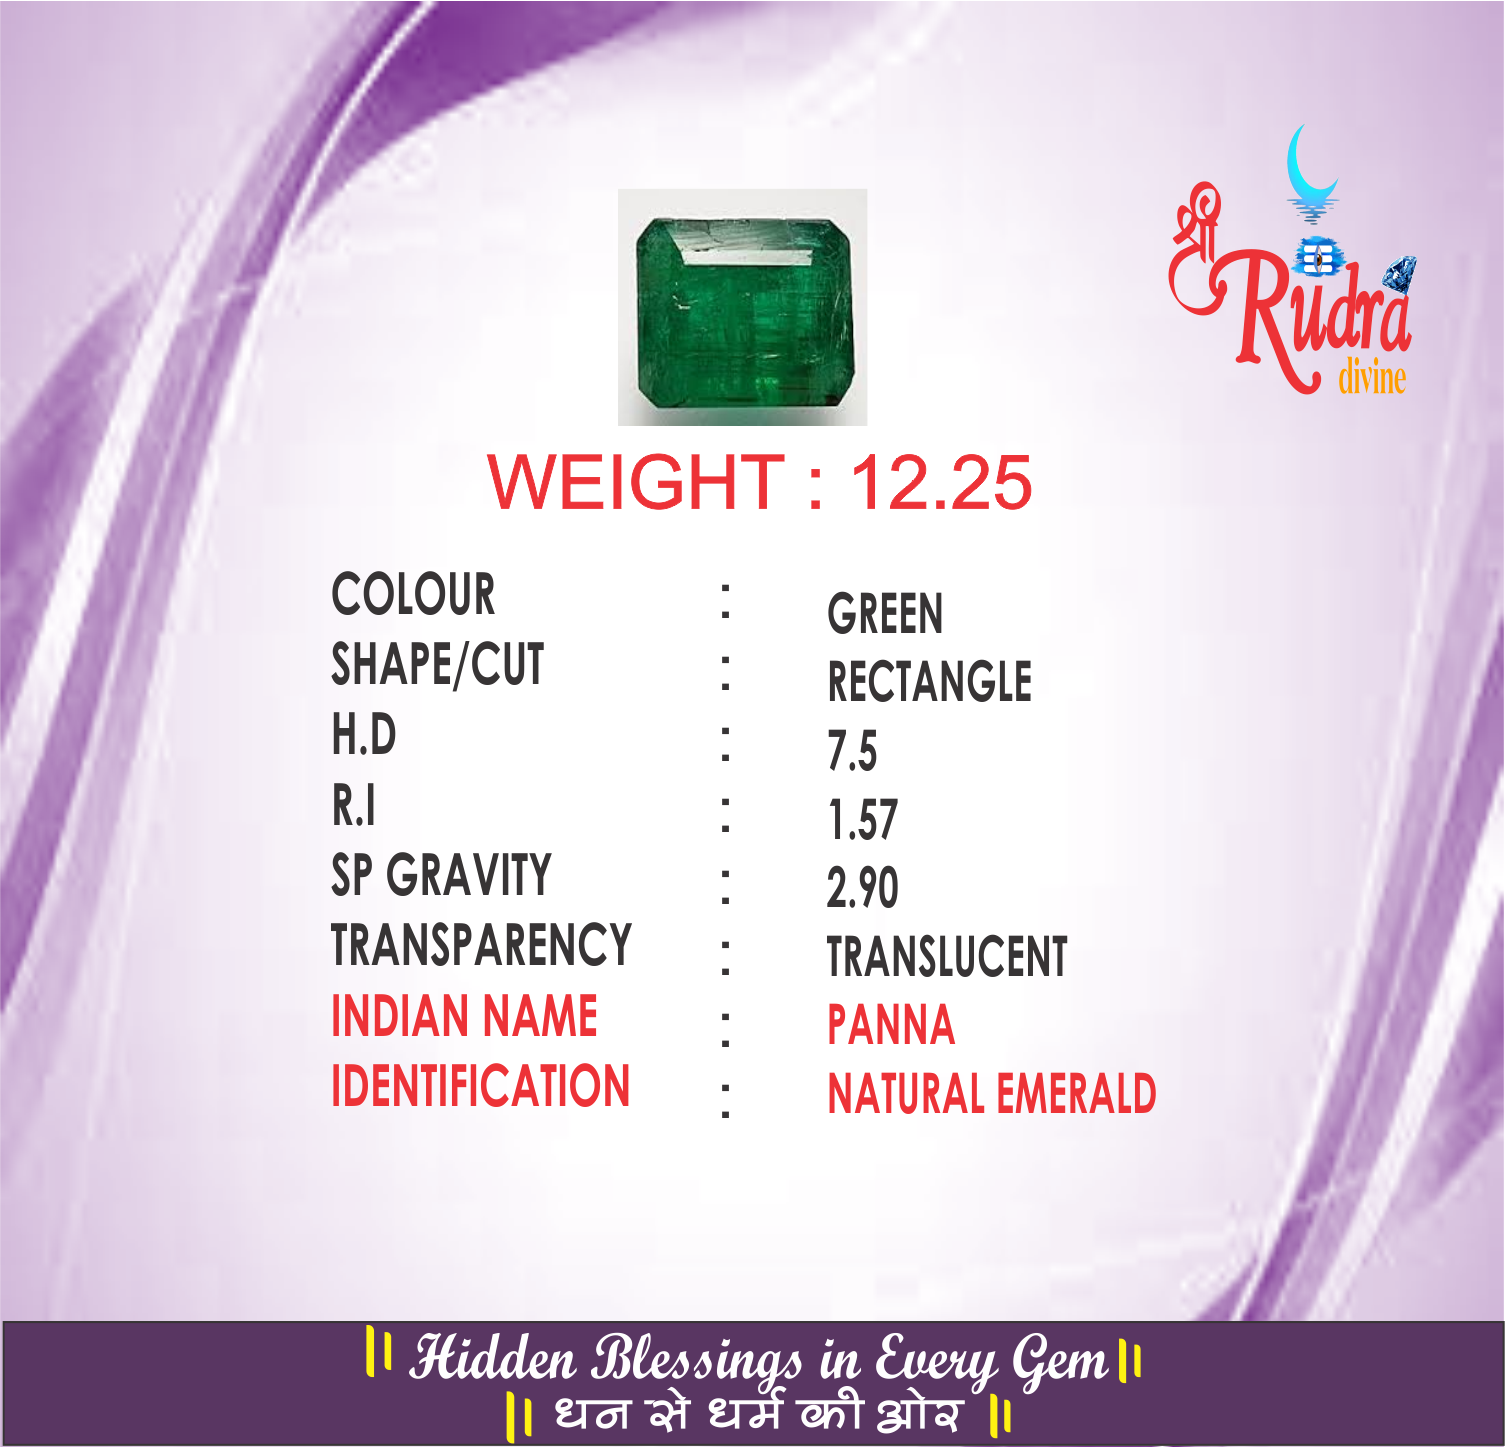 श्री
Rudra
divine
WEIGHT : 12.25
COLOUR : GREEN
SHAPE/CUT : RECTANGLE
H.D : 7.5
R.I : 1.57
SP GRAVITY : 2.90
TRANSPARENCY : TRANSLUCENT
INDIAN NAME : PANNA
IDENTIFICATION : NATURAL EMERALD
|| Hidden Blessings in Every Gem ||
|| धन से धर्म की ओर ||